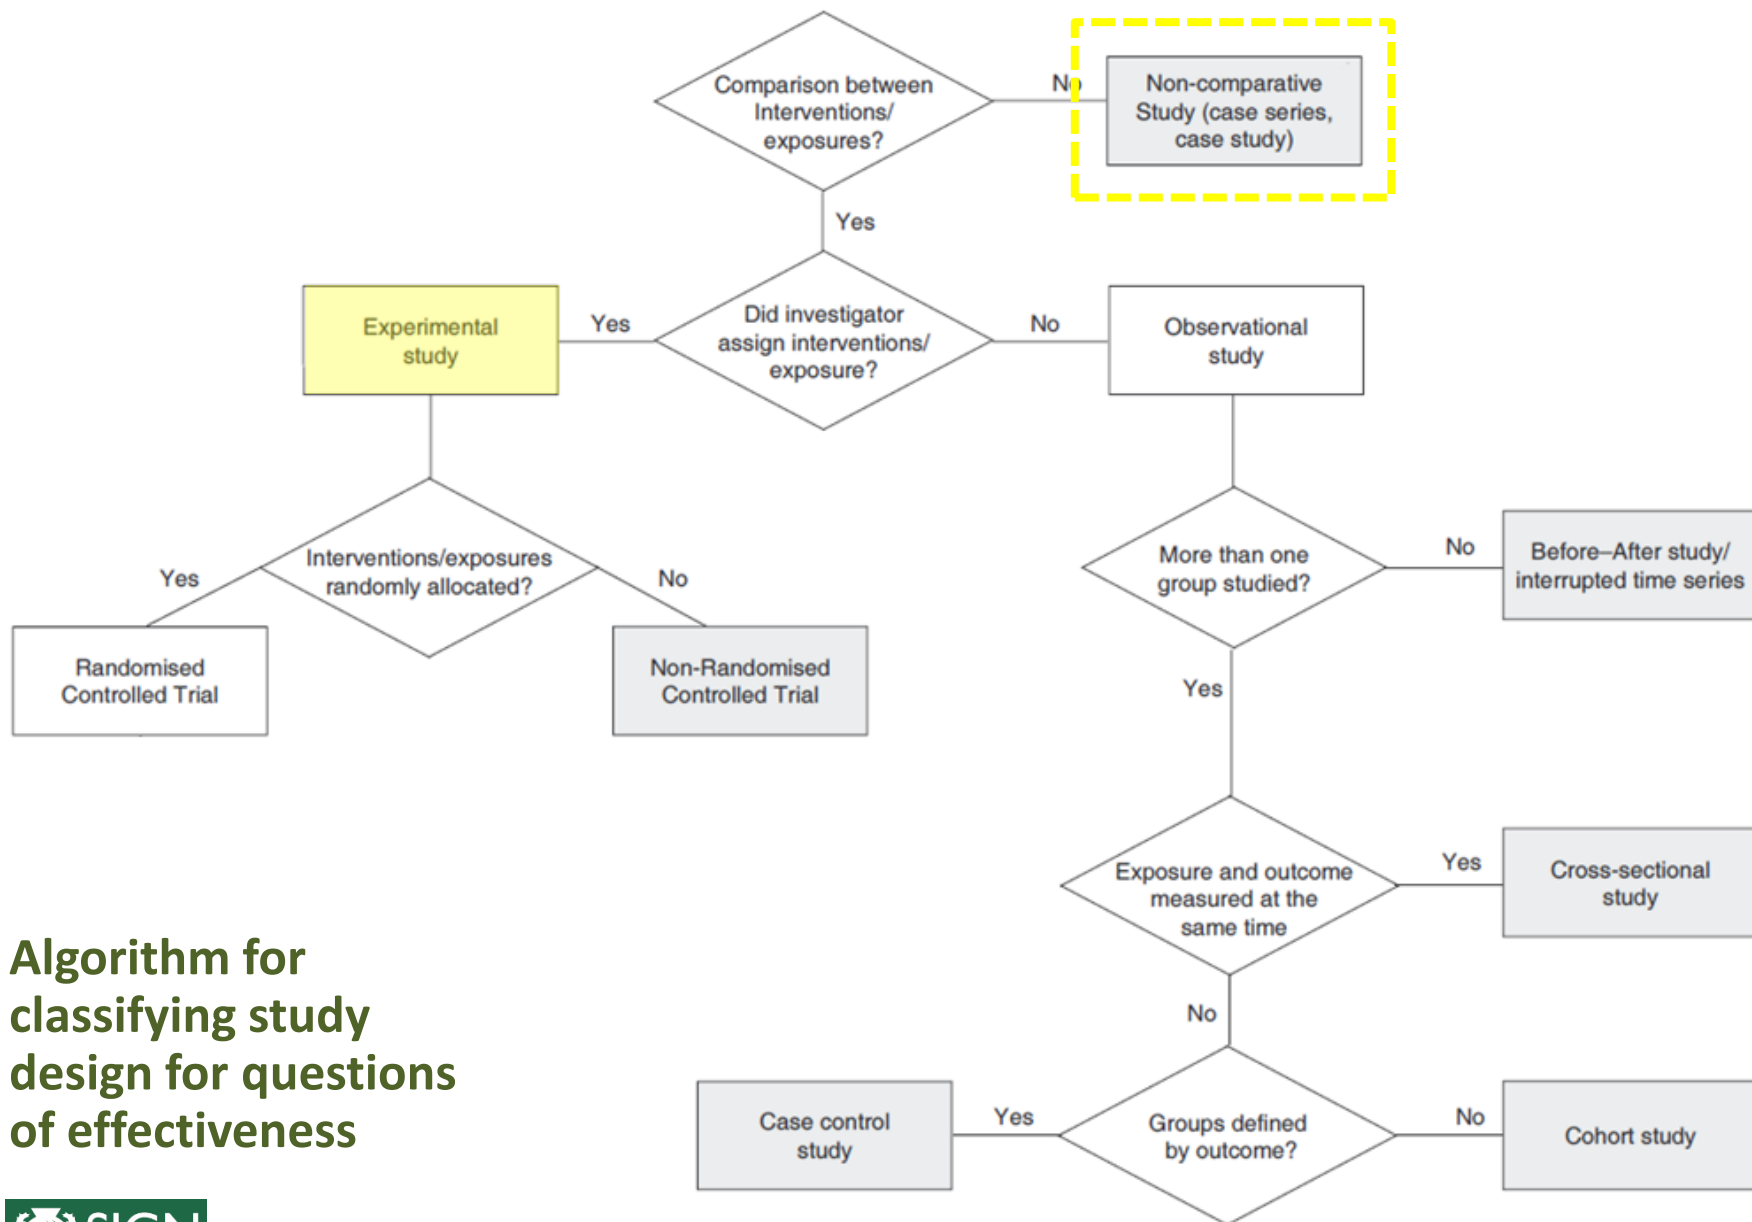 Comparison between
Interventions/
exposures?
No
Non-comparative
Study (case series,
case study)
Yes
Experimental
study
Yes
Did investigator
assign interventions/
exposure?
No
Observational
study
Interventions/exposures
randomly allocated?
Yes
No
Randomised
Controlled Trial
Non-Randomised
Controlled Trial
More than one
group studied?
No
Before–After study/
interrupted time series
Yes
Exposure and outcome
measured at the
same time
Yes
Cross-sectional
study
No
Algorithm for
classifying study
design for questions
of effectiveness
Case control
study
Yes
Groups defined
by outcome?
No
Cohort study
SIGN